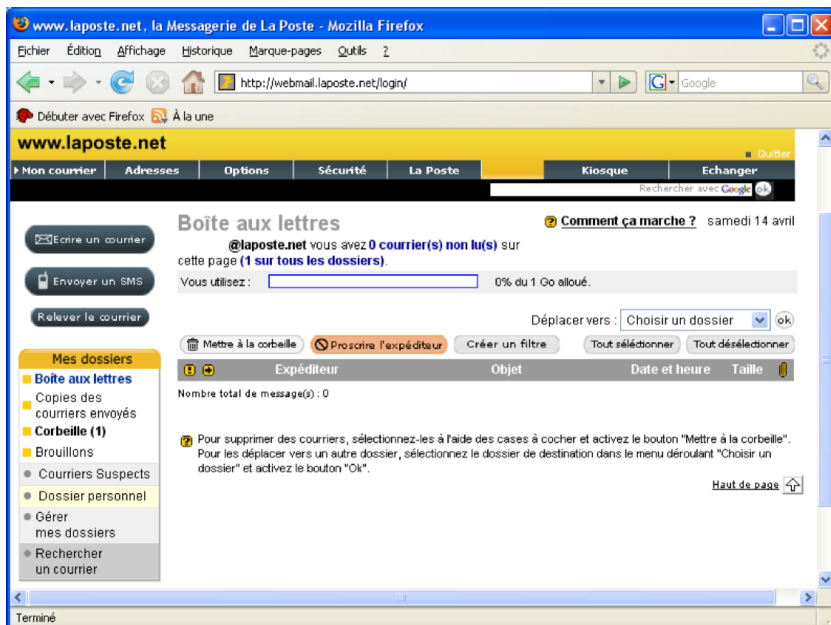 www.laposte.net, la Messagerie de La Poste - Mozilla Firefox
Fichier Édition Affichage Historique Marque-pages Outils ?
http://webmail.laposte.net/login/
G Google
Débuter avec Firefox À la une
www.laposte.net
Quitter
Mon courrier Adresses Options Sécurité La Poste Kiosque Echanger
Rechercher avec Google ok
Boîte aux lettres
? Comment ça marche ? samedi 14 avril
@laposte.net vous avez 0 courrier(s) non lu(s) sur
cette page (1 sur tous les dossiers).
Vous utilisez : 0% du 1 Go alloué.
Ecrire un courrier
Envoyer un SMS
Relever le courrier
Déplacer vers : Choisir un dossier ok
Mettre à la corbeille Proscrire l'expéditeur Créer un filtre Tout sélectionner Tout désélectionner
Expéditeur Objet Date et heure Taille
Nombre total de message(s) : 0
Mes dossiers
Boîte aux lettres
Copies des
courriers envoyés
Corbeille (1)
Brouillons
Courriers Suspects
Dossier personnel
Gérer
mes dossiers
Rechercher
un courrier
? Pour supprimer des courriers, sélectionnez-les à l'aide des cases à cocher et activez le bouton "Mettre à la corbeille".
Pour les déplacer vers un autre dossier, sélectionnez le dossier de destination dans le menu déroulant "Choisir un
dossier" et activez le bouton "Ok".
Haut de page
Terminé